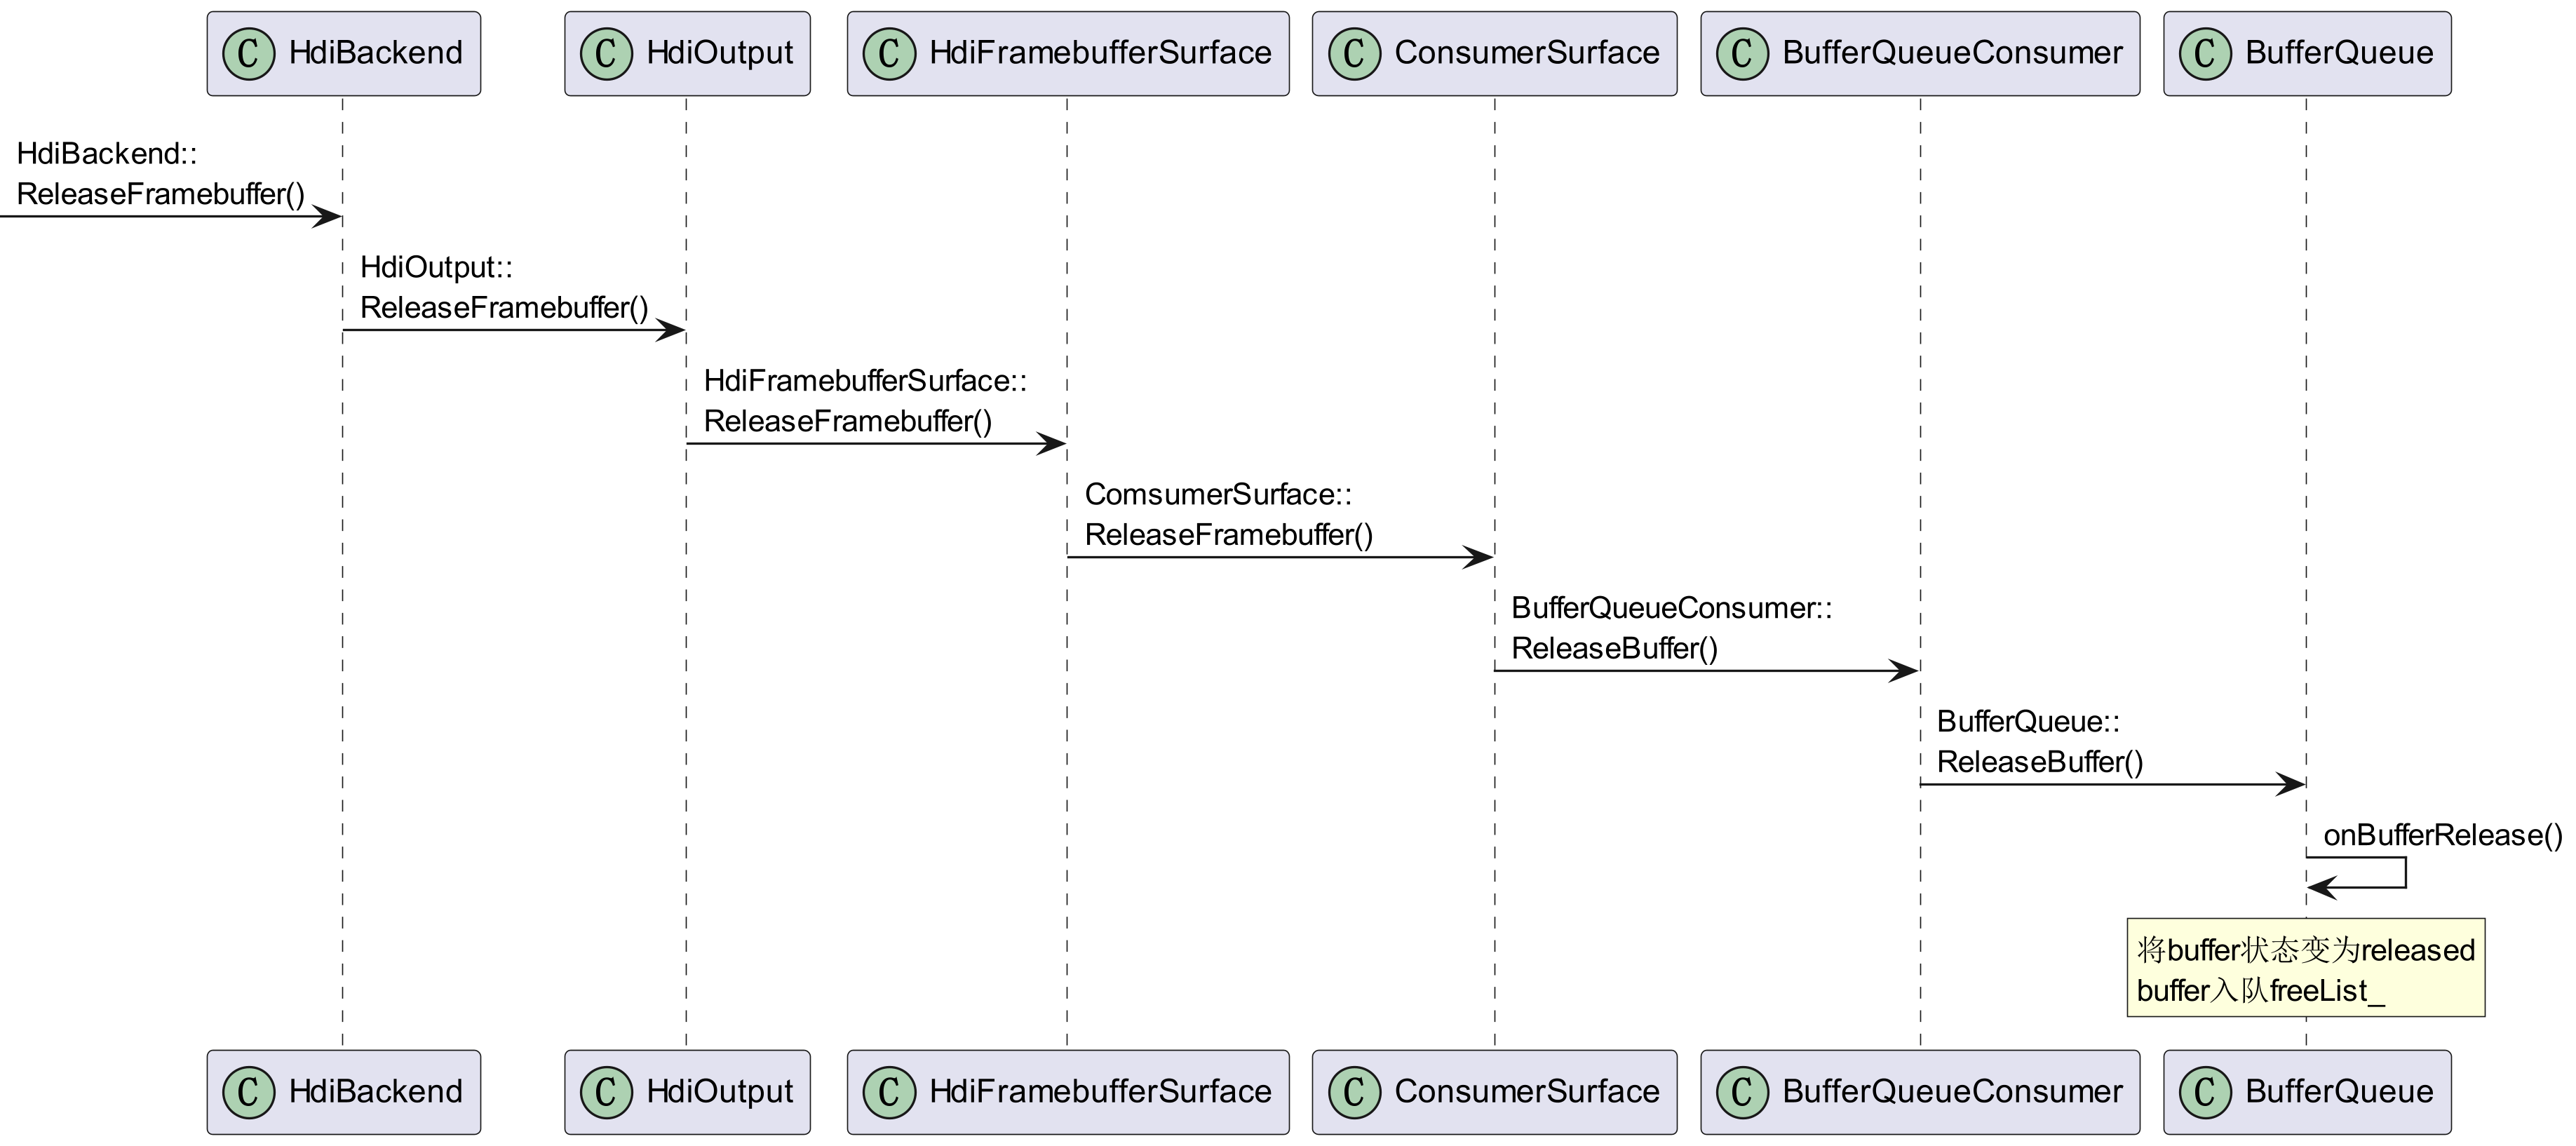 C HdiBackend
C HdiOutput
C HdiFramebufferSurface
C ConsumerSurface
C BufferQueueConsumer
C BufferQueue
HdiBackend::
ReleaseFramebuffer()
HdiOutput::
ReleaseFramebuffer()
HdiFramebufferSurface::
ReleaseFramebuffer()
ComsumerSurface::
ReleaseFramebuffer()
BufferQueueConsumer::
ReleaseBuffer()
BufferQueue::
ReleaseBuffer()
onBufferRelease()
将buffer状态变为released
buffer入队freeList_
C HdiBackend
C HdiOutput
C HdiFramebufferSurface
C ConsumerSurface
C BufferQueueConsumer
C BufferQueue